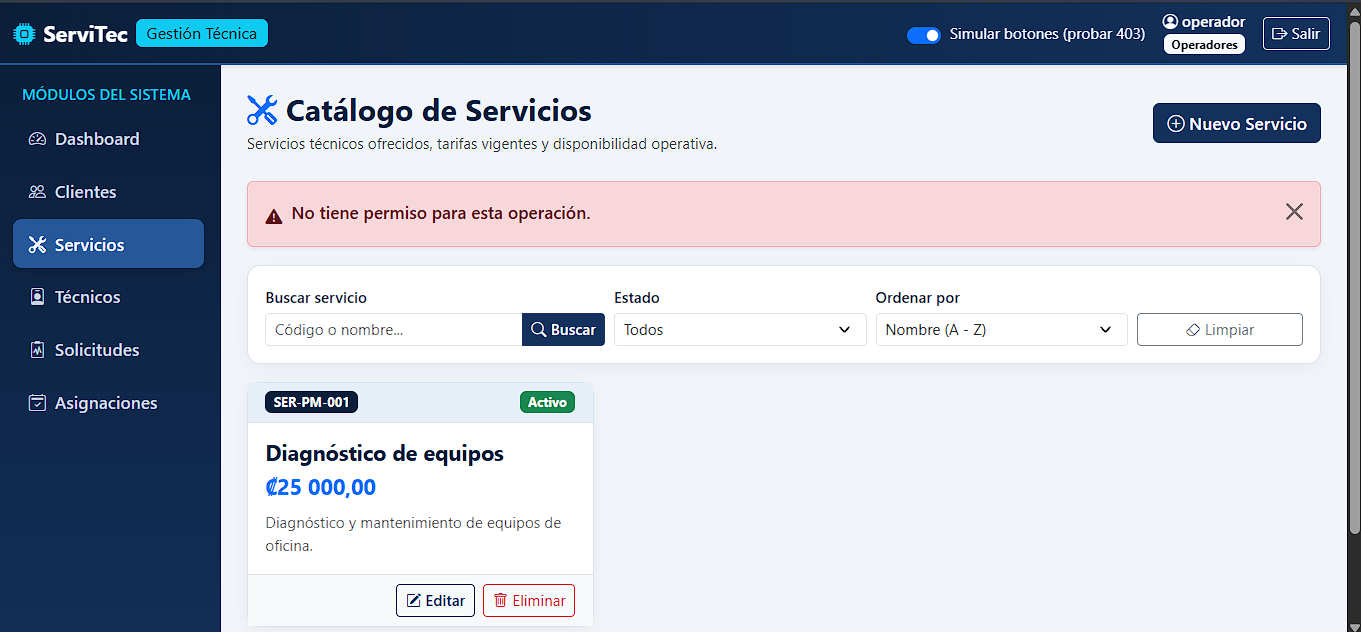 ServiTec Gestión Técnica
Simular botones (probar 403)
operador
Operadores
Salir
MÓDULOS DEL SISTEMA
Dashboard
Clientes
Servicios
Técnicos
Solicitudes
Asignaciones
Catálogo de Servicios
Servicios técnicos ofrecidos, tarifas vigentes y disponibilidad operativa.
Nuevo Servicio
No tiene permiso para esta operación.
Buscar servicio
Código o nombre...
Buscar
Estado
Todos
Ordenar por
Nombre (A - Z)
Limpiar
SER-PM-001
Activo
Diagnóstico de equipos
₡25 000,00
Diagnóstico y mantenimiento de equipos de
oficina.
Editar
Eliminar